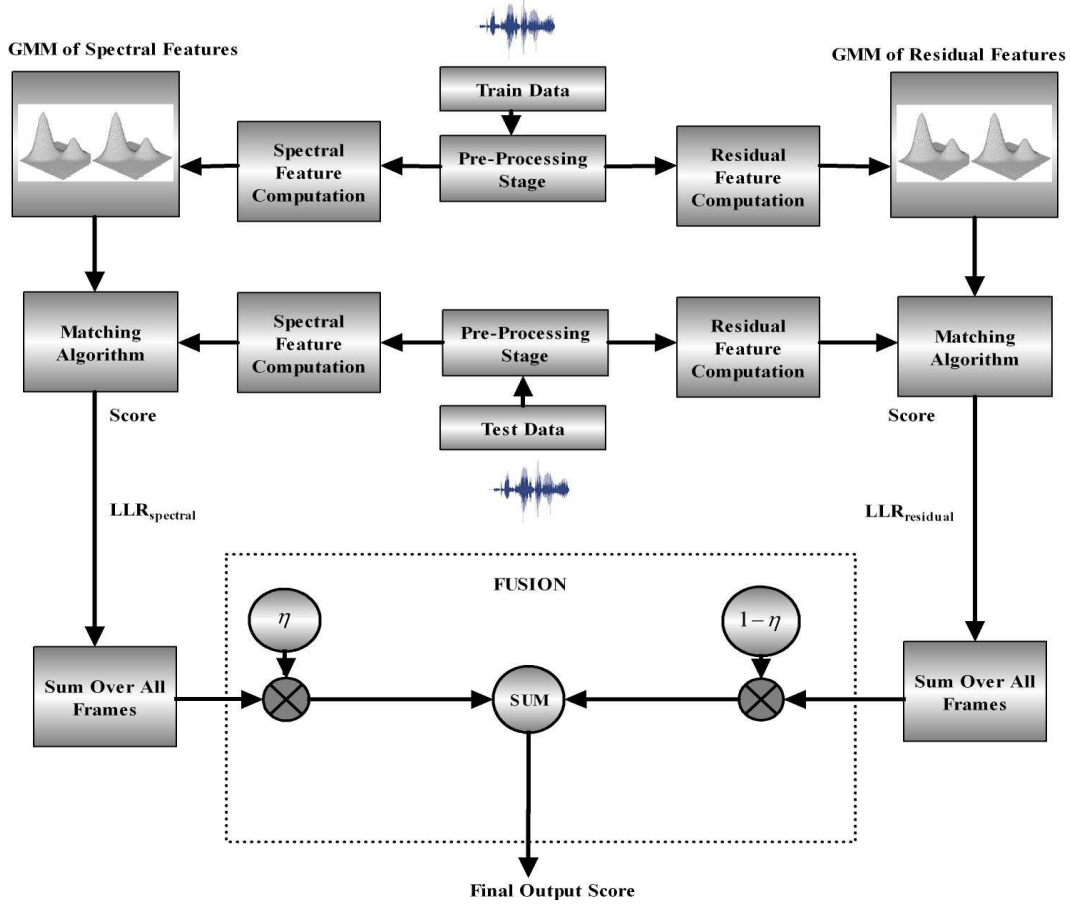 GMM of Spectral Features
GMM of Residual Features
Train Data
Spectral
Feature
Computation
Pre-Processing
Stage
Residual
Feature
Computation
Matching
Algorithm
Spectral
Feature
Computation
Pre-Processing
Stage
Residual
Feature
Computation
Matching
Algorithm
Score
Test Data
Score
LLRspectral
LLRresidual
FUSION
η
1− η
Sum Over All
Frames
SUM
Sum Over All
Frames
Final Output Score